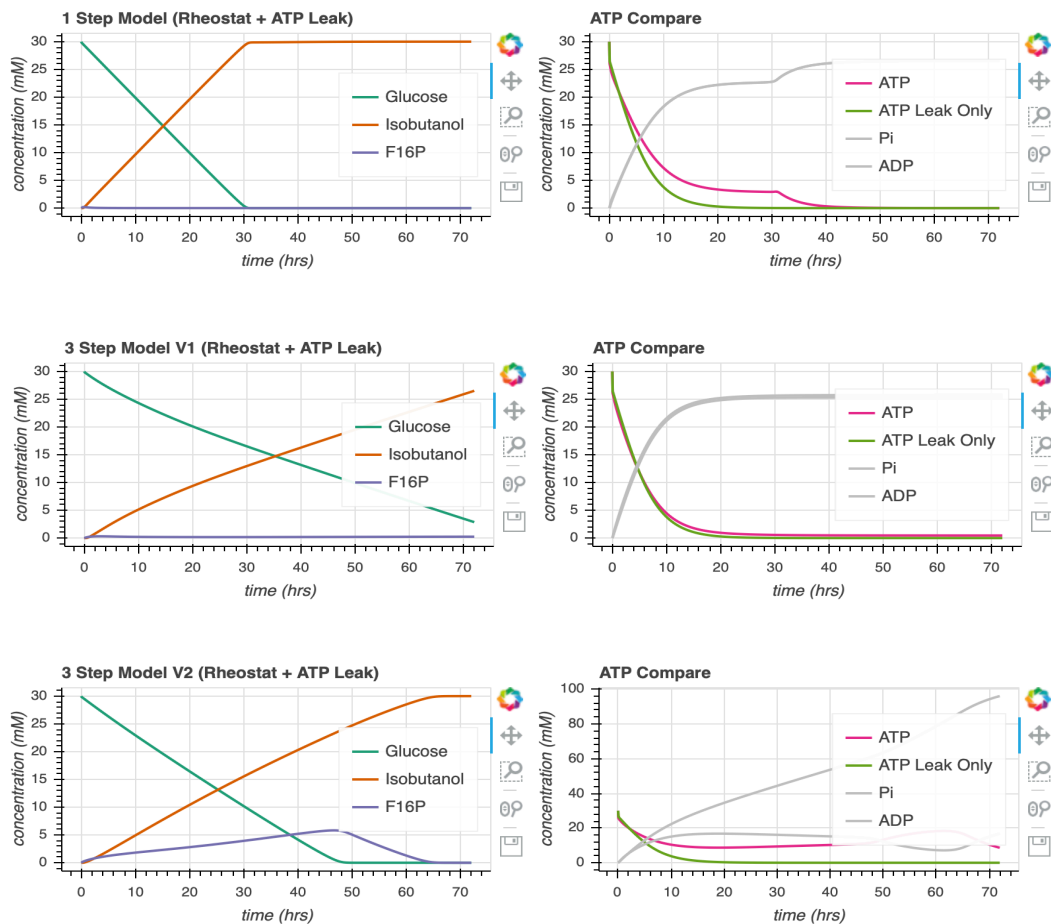 1 Step Model (Rheostat + ATP Leak)
concentration (mM)
30
25
20
15
10
5
0
0
10
20
30
40
50
60
70
time (hrs)
Glucose
Isobutanol
F16P
ATP Compare
concentration (mM)
30
25
20
15
10
5
0
0
10
20
30
40
50
60
70
time (hrs)
ATP
ATP Leak Only
Pi
ADP
3 Step Model V1 (Rheostat + ATP Leak)
concentration (mM)
30
25
20
15
10
5
0
0
10
20
30
40
50
60
70
time (hrs)
Glucose
Isobutanol
F16P
ATP Compare
concentration (mM)
30
25
20
15
10
5
0
0
10
20
30
40
50
60
70
time (hrs)
ATP
ATP Leak Only
Pi
ADP
3 Step Model V2 (Rheostat + ATP Leak)
concentration (mM)
30
25
20
15
10
5
0
0
10
20
30
40
50
60
70
time (hrs)
Glucose
Isobutanol
F16P
ATP Compare
concentration (mM)
100
80
60
40
20
0
0
10
20
30
40
50
60
70
time (hrs)
ATP
ATP Leak Only
Pi
ADP